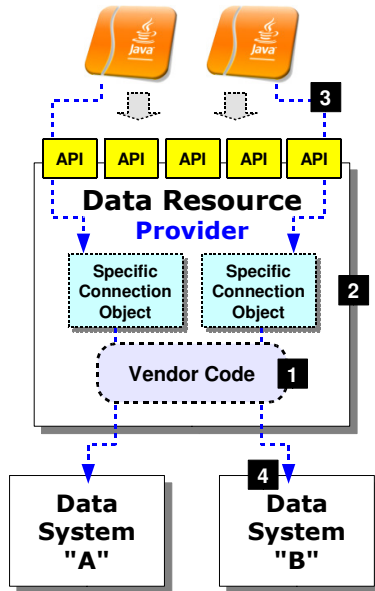 Java
Java
3
API API API API API
Data Resource
Provider
2
Specific
Connection
Object
Specific
Connection
Object
Vendor Code
1
4
Data
System
"A"
Data
System
"B"